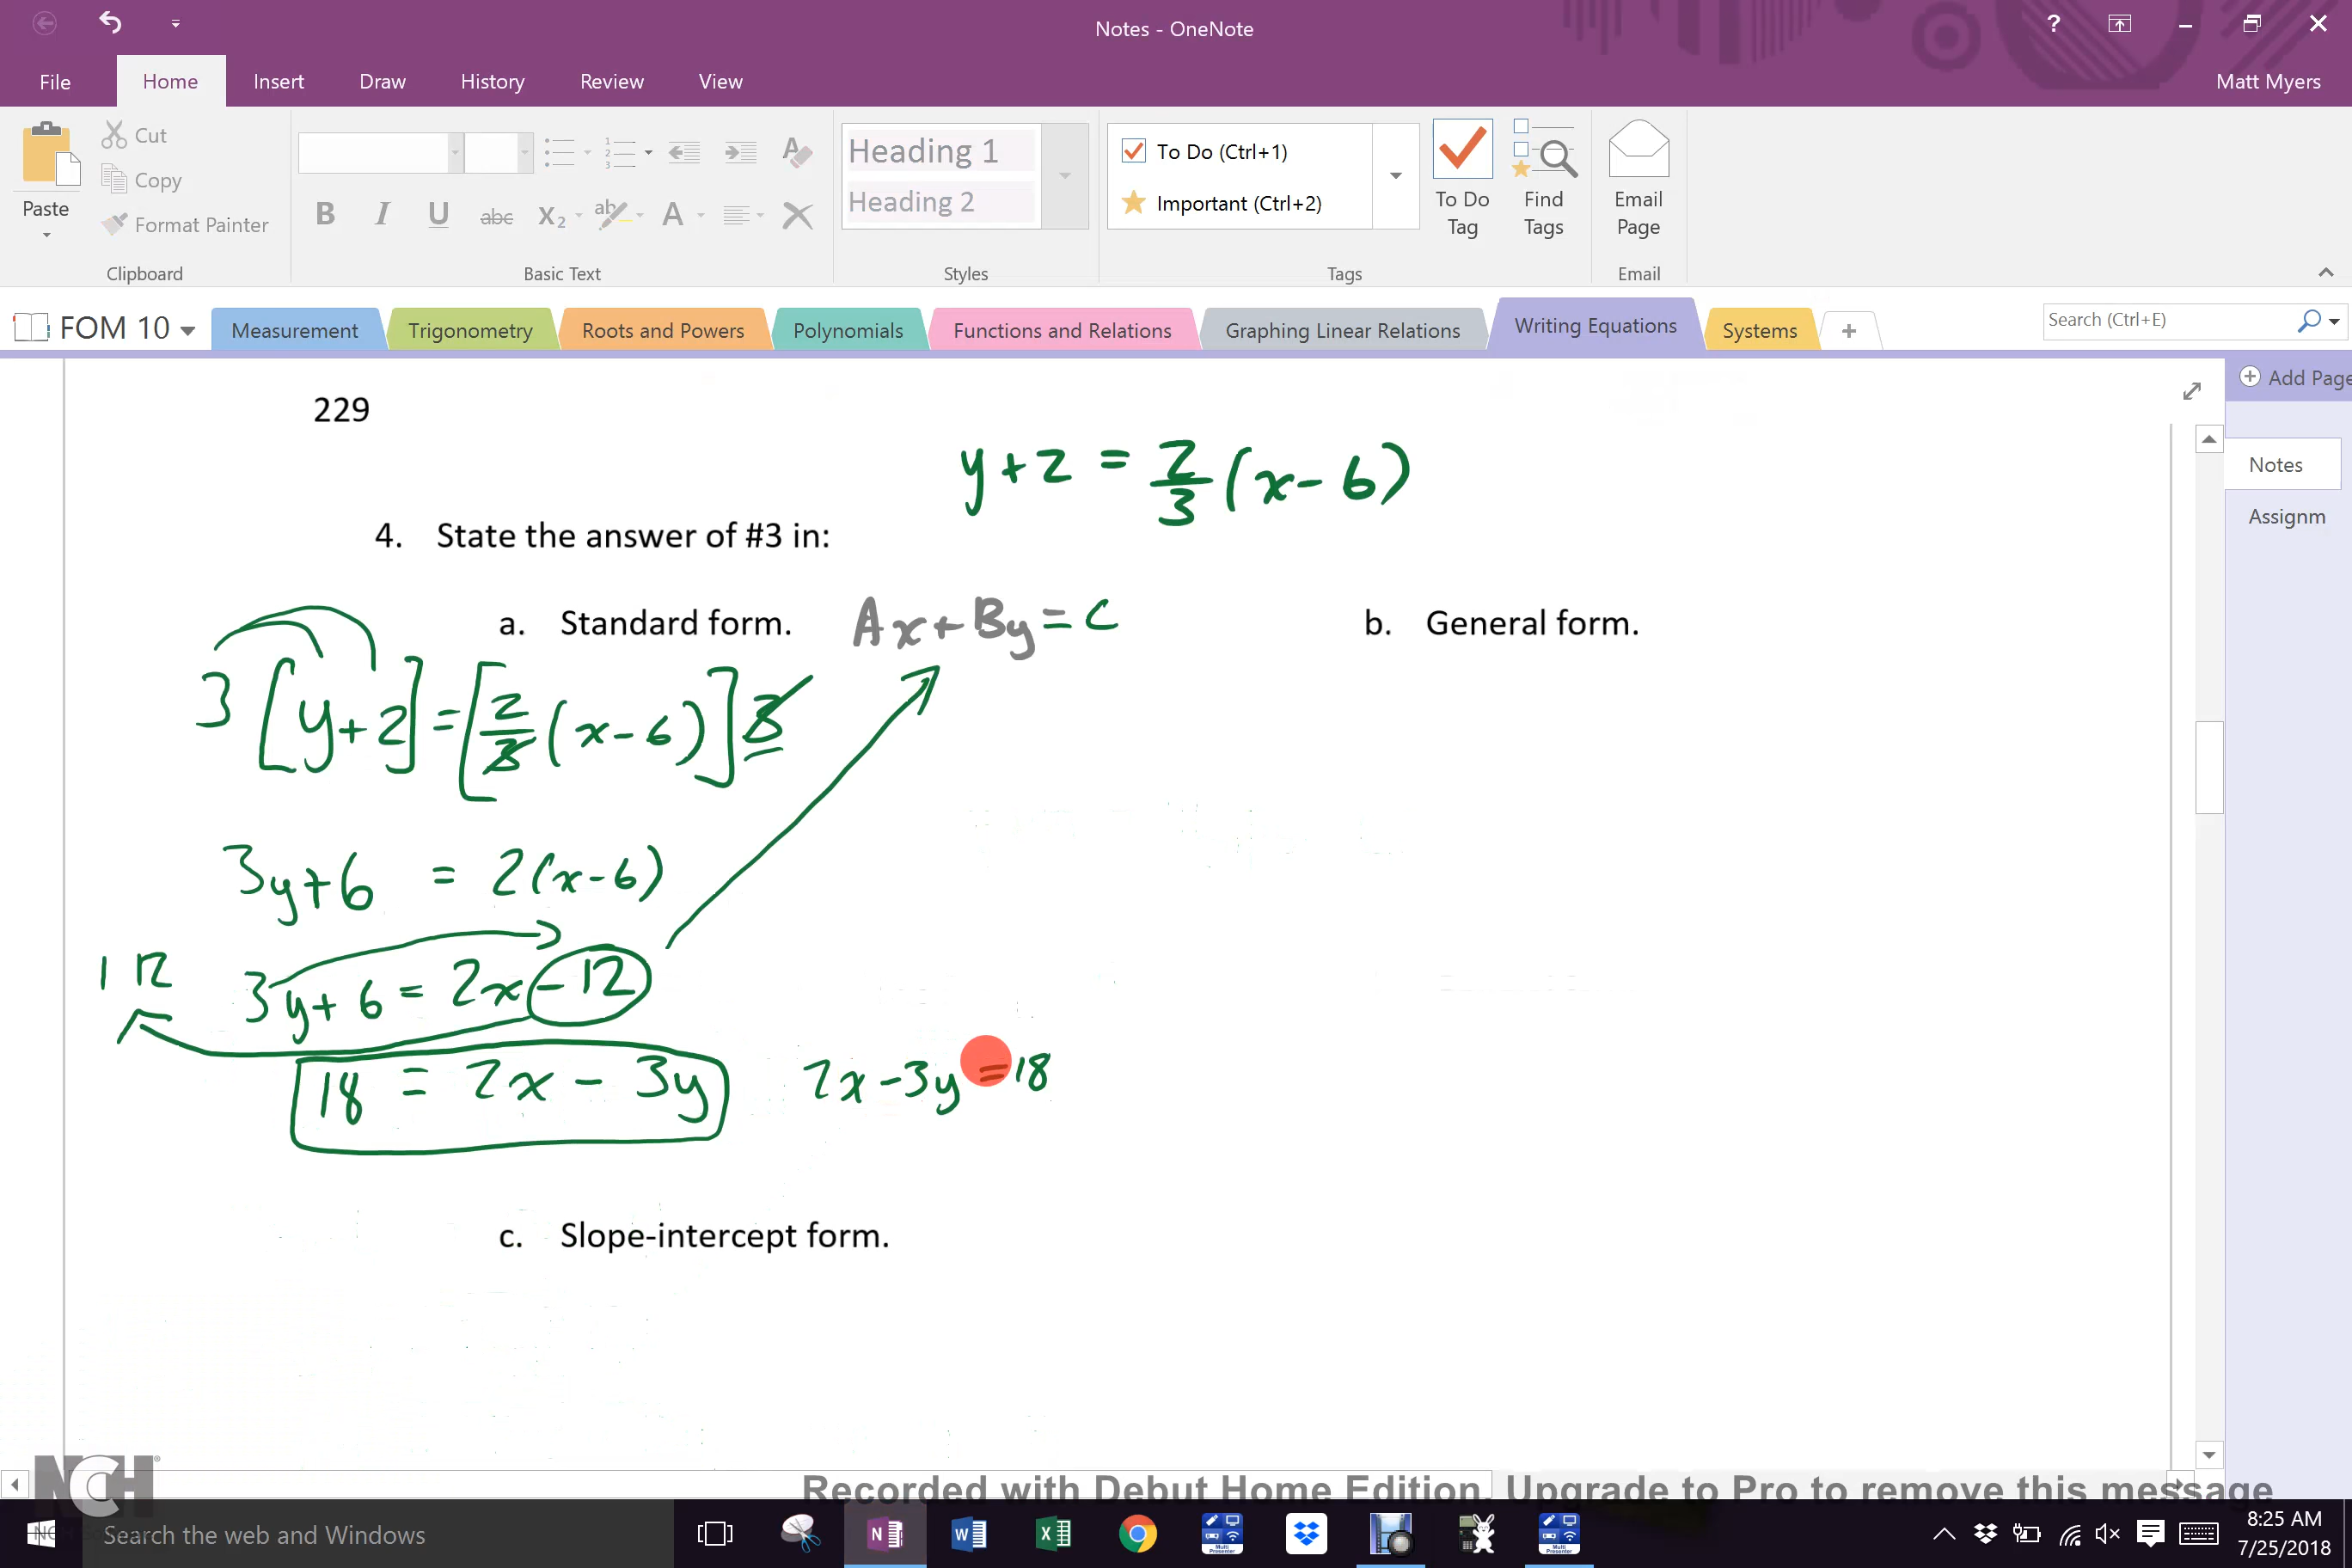 Notes - OneNote
?
File Home Insert Draw History Review View Matt Myers
Paste
Cut
Copy
Format Painter
Clipboard
B I U abc X₂ ab A
Basic Text
Heading 1
Heading 2
Styles
To Do (Ctrl+1)
Important (Ctrl+2)
Tags
To Do Tag
Find Tags
Email Page
Email
FOM 10 Measurement Trigonometry Roots and Powers Polynomials Functions and Relations Graphing Linear Relations Writing Equations Systems + Search (Ctrl+E)
Add Page
Notes
Assignm
229
y+2 = 2/3 (x-6)
4. State the answer of #3 in:
a. Standard form. Ax+By=C
b. General form.
3[y+2]=[2/3(x-6)]3
3y+6 = 2(x-6)
12 3y+6=2x-12
18 = 2x - 3y 2x-3y=18
c. Slope-intercept form.
NCH
Recorded with Debut Home Edition. Upgrade to Pro to remove this message
Search the web and Windows
8:25 AM
7/25/2018